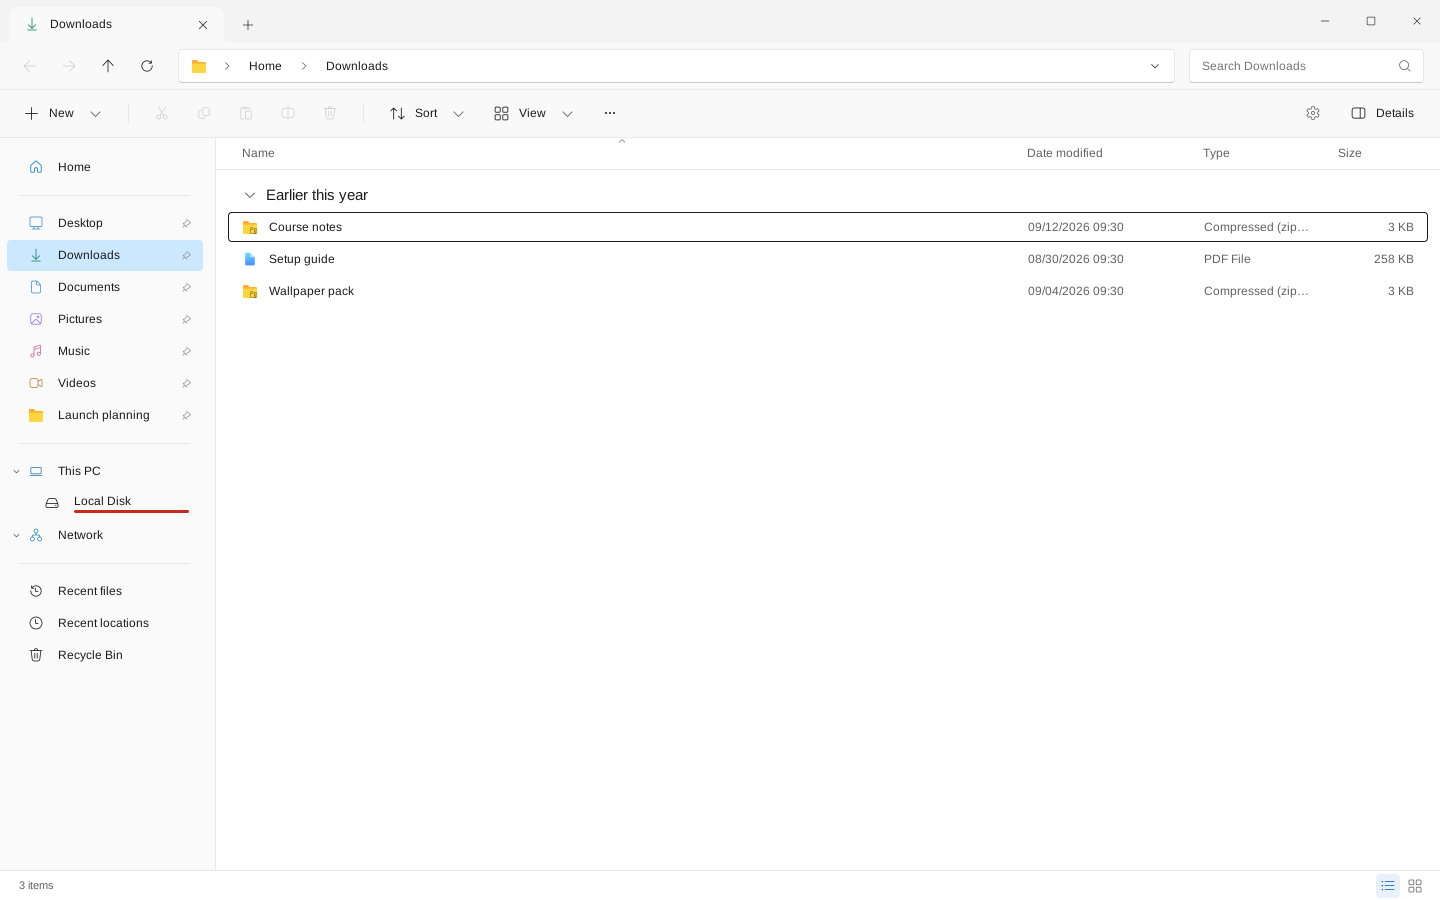 Downloads
Home
Downloads
Search Downloads
New
Sort
View
Details
Home
Desktop
Downloads
Documents
Pictures
Music
Videos
Launch planning
This PC
Local Disk
Network
Recent files
Recent locations
Recycle Bin
Name Date modified Type Size
Earlier this year
Course notes 09/12/2026 09:30 Compressed (zip... 3 KB
Setup guide 08/30/2026 09:30 PDF File 258 KB
Wallpaper pack 09/04/2026 09:30 Compressed (zip... 3 KB
3 items